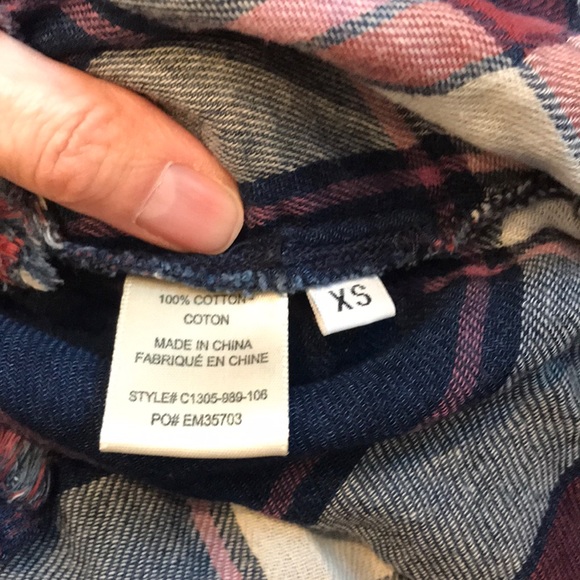 100% COTTON-
COTON
MADE IN CHINA
FABRIQUÉ EN CHINE
STYLE# C1305-989-106
PO# EM35703
XS